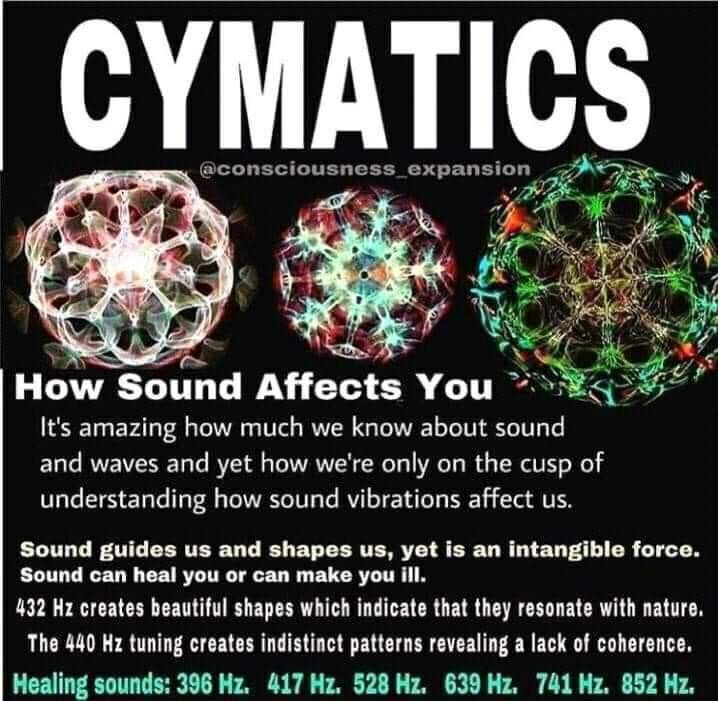 CYMATICS
@consciousness_expansion
How Sound Affects You
It's amazing how much we know about sound
and waves and yet how we're only on the cusp of
understanding how sound vibrations affect us.
Sound guides us and shapes us, yet is an intangible force.
Sound can heal you or can make you ill.
432 Hz creates beautiful shapes which indicate that they resonate with nature.
The 440 Hz tuning creates indistinct patterns revealing a lack of coherence.
Healing sounds: 396 Hz. 417 Hz. 528 Hz. 639 Hz. 741 Hz. 852 Hz.